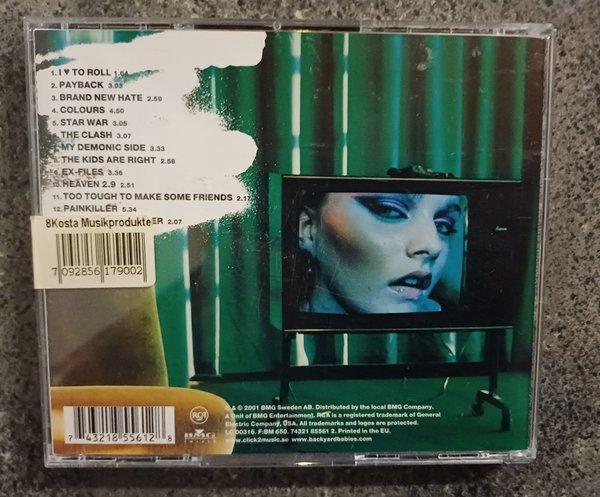 1. I ♥ TO ROLL 1.54
2. PAYBACK 3.03
3. BRAND NEW HATE 2.59
4. COLOURS 4.50
5. STAR WAR 3.05
6. THE CLASH 3.07
7. MY DEMONIC SIDE 3.33
8. THE KIDS ARE RIGHT 2.58
9. EX-FILES 3.36
10. HEAVEN 2.9 2.51
11. TOO TOUGH TO MAKE SOME FRIENDS 2.17
12. PAINKILLER 5.34
ER 2.07
8Kosta Musikprodukte
7 092856 179002
℗ & © 2001 BMG Sweden AB. Distributed by the local BMG Company.
A Unit of BMG Entertainment. RCA is a registered trademark of General
Electric Company, USA. All trademarks and logos are protected.
LC 00316. F:BM 650. 74321 85561 2. Printed in the EU.
www.click2music.se www.backyardbabies.com
RCA
BMG
7 43218 55612 8